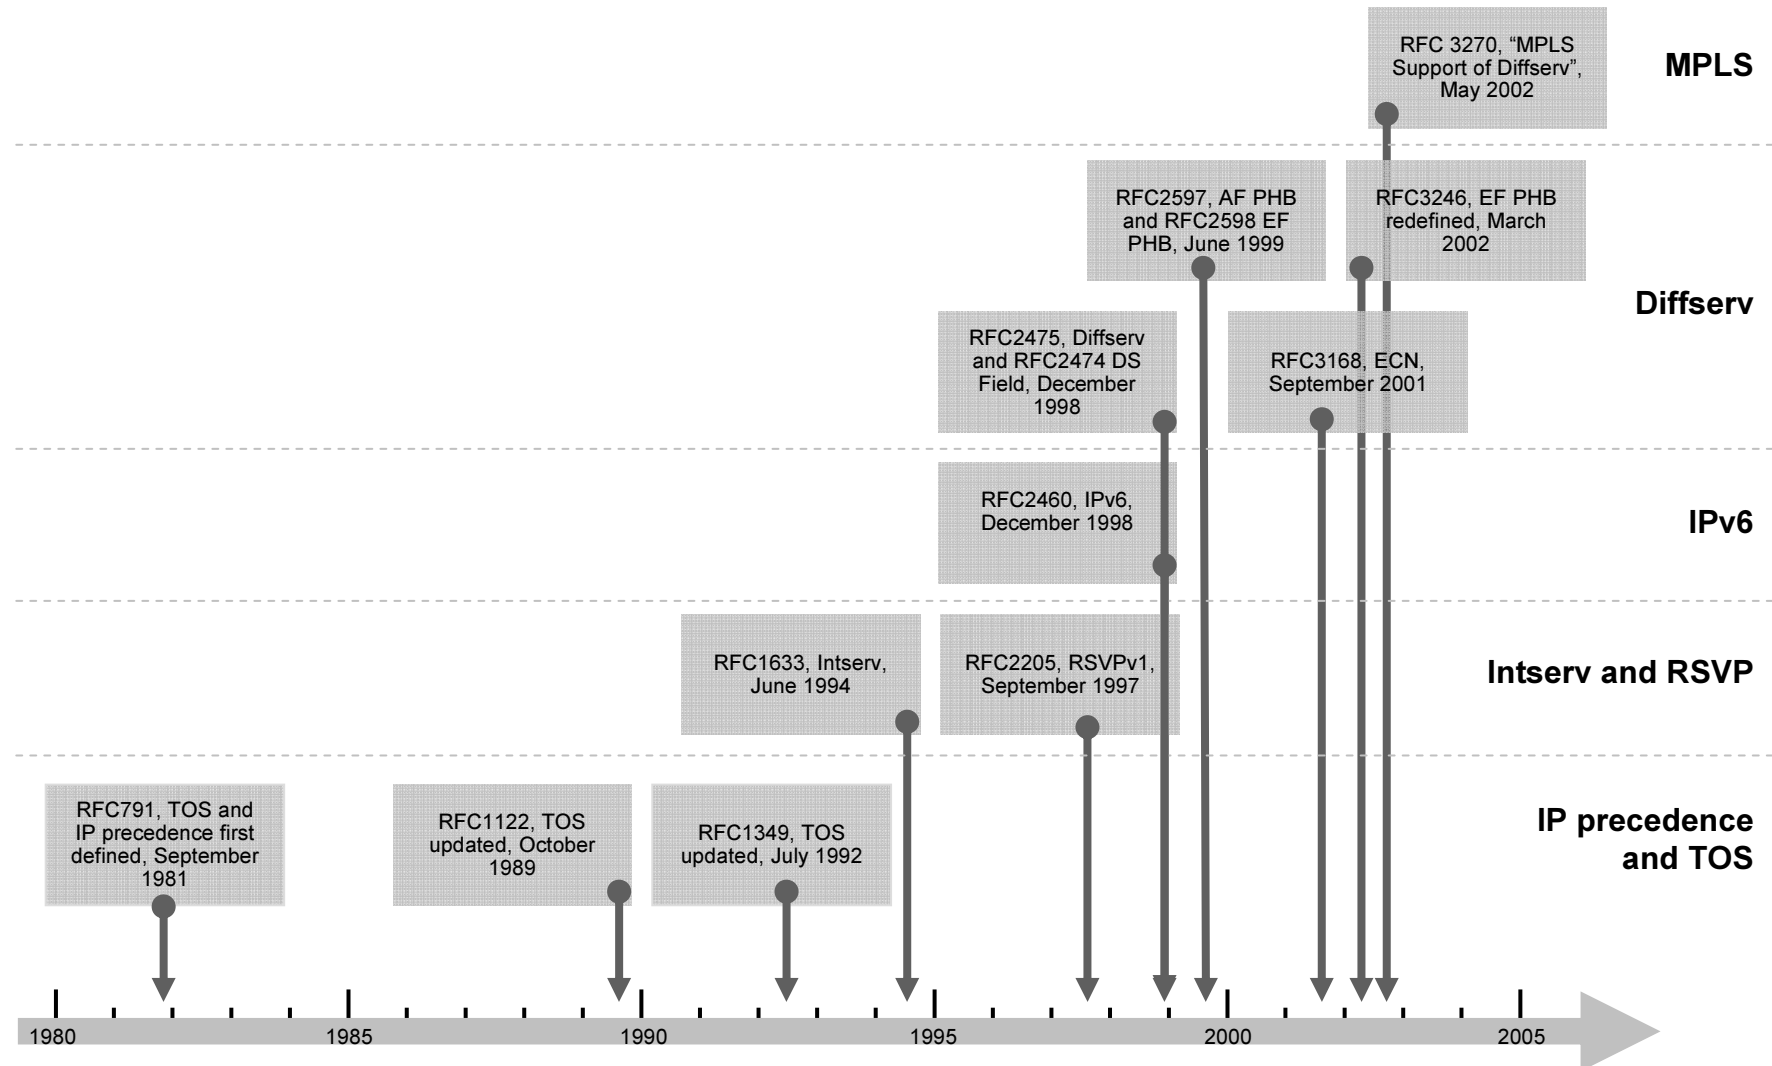 RFC 3270, “MPLS
Support of Diffserv”,
May 2002
MPLS
RFC2597, AF PHB
and RFC2598 EF
PHB, June 1999
RFC3246, EF PHB
redefined, March
2002
Diffserv
RFC2475, Diffserv
and RFC2474 DS
Field, December
1998
RFC3168, ECN,
September 2001
RFC2460, IPv6,
December 1998
IPv6
RFC1633, Intserv,
June 1994
RFC2205, RSVPv1,
September 1997
Intserv and RSVP
RFC791, TOS and
IP precedence first
defined, September
1981
RFC1122, TOS
updated, October
1989
RFC1349, TOS
updated, July 1992
IP precedence
and TOS
1980 1985 1990 1995 2000 2005